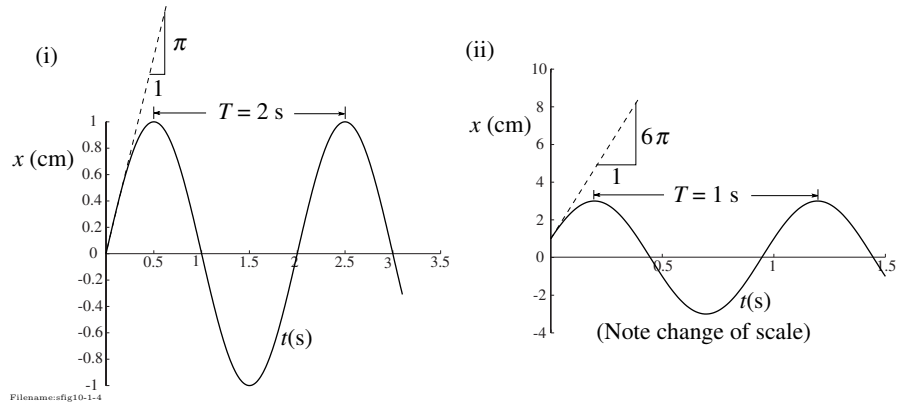 (i)
π
1
T = 2 s
x (cm)
1
0.8
0.6
0.4
0.2
0
-0.2
-0.4
-0.6
-0.8
-1
0.5
1
1.5
2
2.5
3
3.5
t(s)
Filename:sfig10-1-4
(ii)
10
8
6
4
2
0
-2
-4
x (cm)
6π
1
T = 1 s
0.5
1
1.5
t(s)
(Note change of scale)